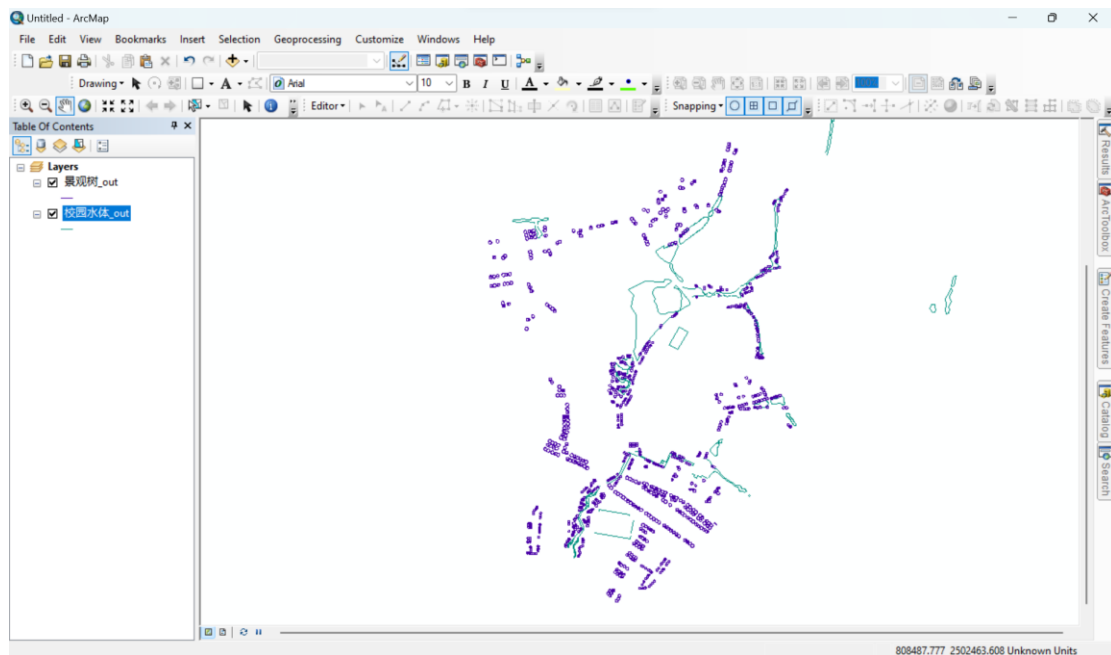 Untitled - ArcMap
File Edit View Bookmarks Insert Selection Geoprocessing Customize Windows Help
Drawing Arial 10 B I U A
Editor Snapping
Table Of Contents
Layers
景观树_out
校园水体_out
Results
ArcToolbox
Create Features
Catalog
Search
808487.777 2502463.608 Unknown Units